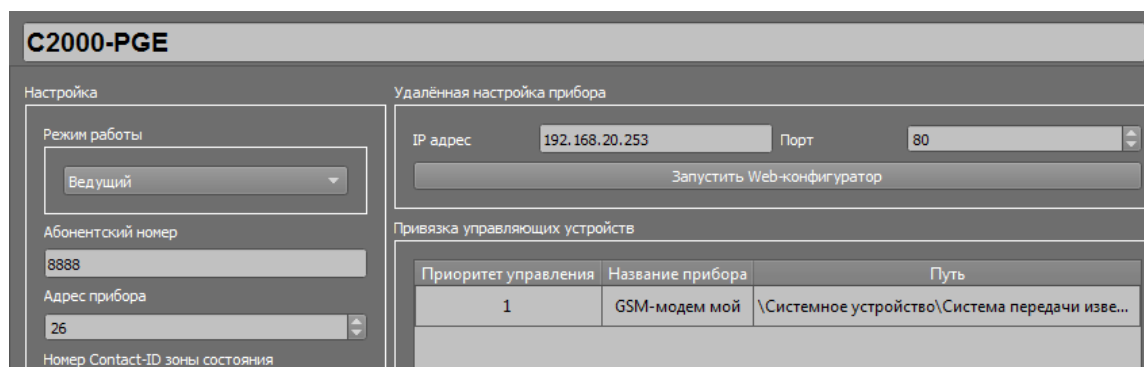 C2000-PGE
Настройка
Режим работы
Ведущий
Абонентский номер
8888
Адрес прибора
26
Номер Contact-ID зоны состояния
Удалённая настройка прибора
IP адрес 192.168.20.253 Порт 80
Запустить Web-конфигуратор
Привязка управляющих устройств
Приоритет управления Название прибора Путь
1 GSM-модем мой \Системное устройство\Система передачи изве...